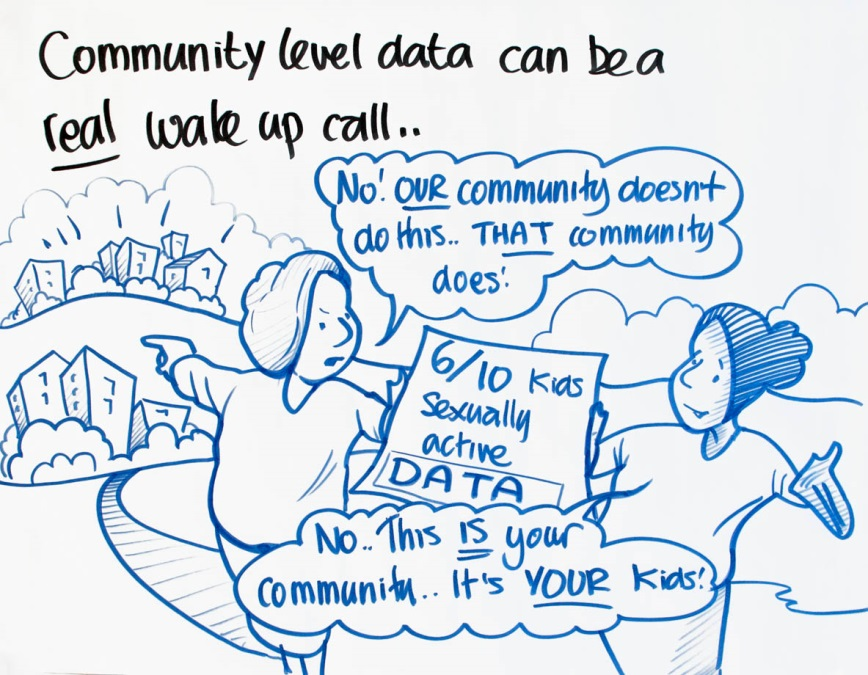 Community level data can be a
real wake up call..
No! OUR community doesnt
do this.. THAT community
does!
6/10 Kids
Sexually
active
DATA
No.. This IS your
community.. It's YOUR Kids!